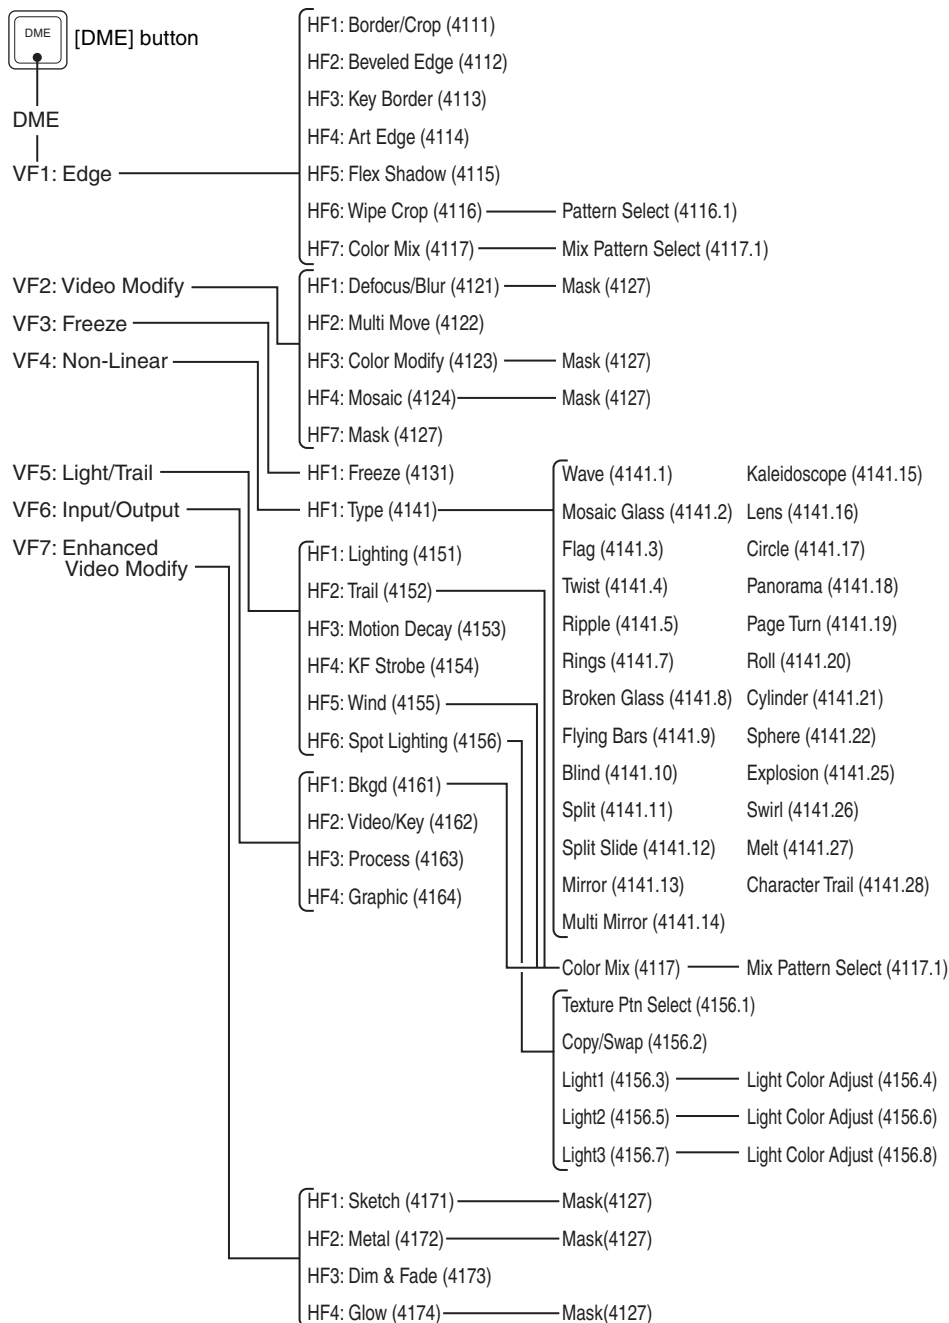 DME
[DME] button
DME
VF1: Edge
HF1: Border/Crop (4111)
HF2: Beveled Edge (4112)
HF3: Key Border (4113)
HF4: Art Edge (4114)
HF5: Flex Shadow (4115)
HF6: Wipe Crop (4116)
Pattern Select (4116.1)
HF7: Color Mix (4117)
Mix Pattern Select (4117.1)
VF2: Video Modify
HF1: Defocus/Blur (4121)
Mask (4127)
HF2: Multi Move (4122)
HF3: Color Modify (4123)
Mask (4127)
HF4: Mosaic (4124)
Mask (4127)
HF7: Mask (4127)
VF3: Freeze
HF1: Freeze (4131)
VF4: Non-Linear
HF1: Type (4141)
Wave (4141.1)
Mosaic Glass (4141.2)
Flag (4141.3)
Twist (4141.4)
Ripple (4141.5)
Rings (4141.7)
Broken Glass (4141.8)
Flying Bars (4141.9)
Blind (4141.10)
Split (4141.11)
Split Slide (4141.12)
Mirror (4141.13)
Multi Mirror (4141.14)
Kaleidoscope (4141.15)
Lens (4141.16)
Circle (4141.17)
Panorama (4141.18)
Page Turn (4141.19)
Roll (4141.20)
Cylinder (4141.21)
Sphere (4141.22)
Explosion (4141.25)
Swirl (4141.26)
Melt (4141.27)
Character Trail (4141.28)
VF5: Light/Trail
HF1: Lighting (4151)
HF2: Trail (4152)
HF3: Motion Decay (4153)
HF4: KF Strobe (4154)
HF5: Wind (4155)
HF6: Spot Lighting (4156)
VF6: Input/Output
HF1: Bkgd (4161)
HF2: Video/Key (4162)
HF3: Process (4163)
HF4: Graphic (4164)
Color Mix (4117)
Mix Pattern Select (4117.1)
Texture Ptn Select (4156.1)
Copy/Swap (4156.2)
Light1 (4156.3)
Light Color Adjust (4156.4)
Light2 (4156.5)
Light Color Adjust (4156.6)
Light3 (4156.7)
Light Color Adjust (4156.8)
VF7: Enhanced
Video Modify
HF1: Sketch (4171)
Mask(4127)
HF2: Metal (4172)
Mask(4127)
HF3: Dim & Fade (4173)
HF4: Glow (4174)
Mask(4127)